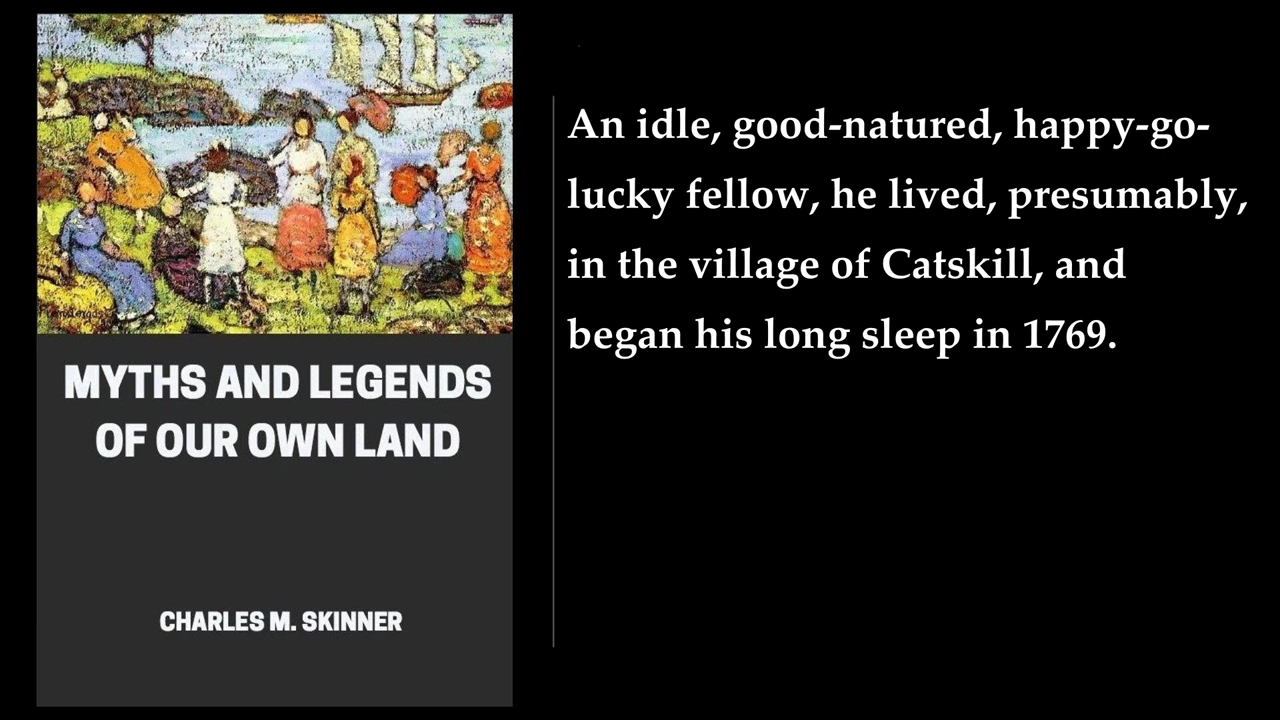 MYTHS AND LEGENDS
OF OUR OWN LAND
CHARLES M. SKINNER
An idle, good-natured, happy-go-
lucky fellow, he lived, presumably,
in the village of Catskill, and
began his long sleep in 1769.